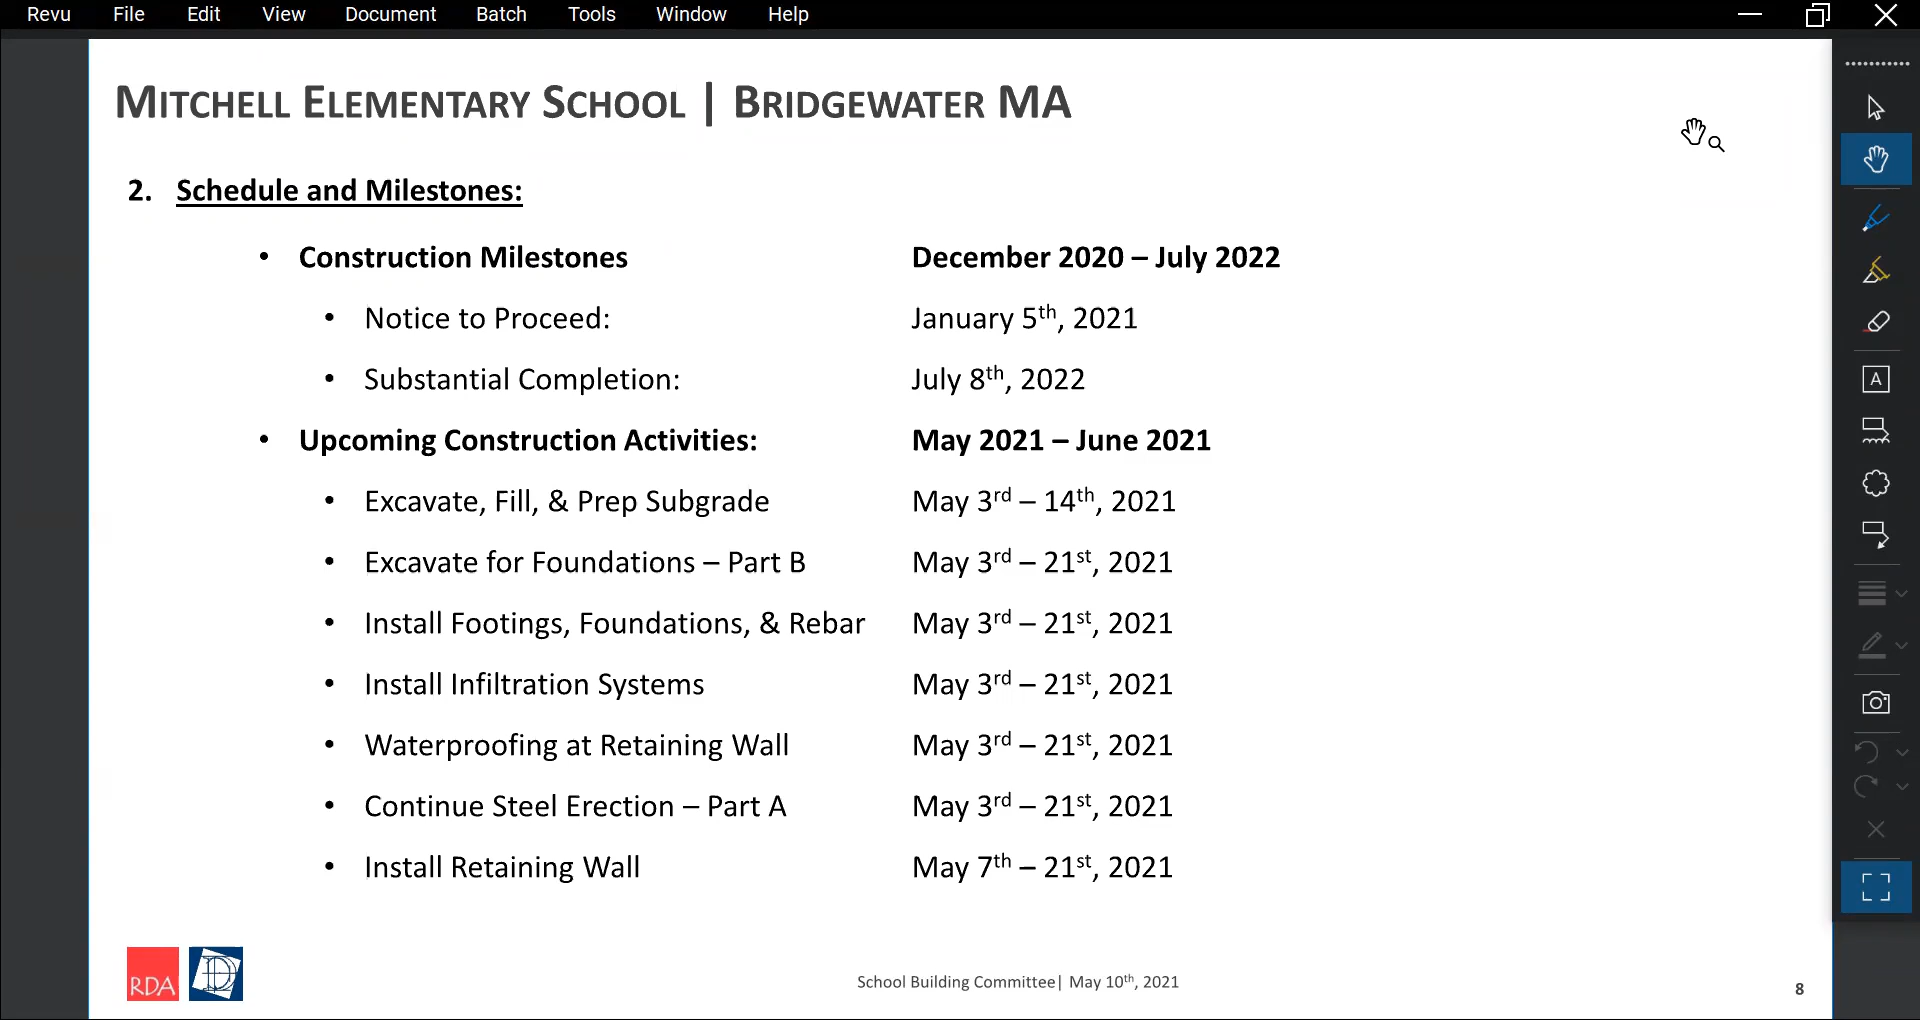 Revu File Edit View Document Batch Tools Window Help
MITCHELL ELEMENTARY SCHOOL | BRIDGEWATER MA
2. Schedule and Milestones:
• Construction Milestones December 2020 – July 2022
• Notice to Proceed: January 5th, 2021
• Substantial Completion: July 8th, 2022
• Upcoming Construction Activities: May 2021 – June 2021
• Excavate, Fill, & Prep Subgrade May 3rd – 14th, 2021
• Excavate for Foundations – Part B May 3rd – 21st, 2021
• Install Footings, Foundations, & Rebar May 3rd – 21st, 2021
• Install Infiltration Systems May 3rd – 21st, 2021
• Waterproofing at Retaining Wall May 3rd – 21st, 2021
• Continue Steel Erection – Part A May 3rd – 21st, 2021
• Install Retaining Wall May 7th – 21st, 2021
RDA
School Building Committee| May 10th, 2021
8
A